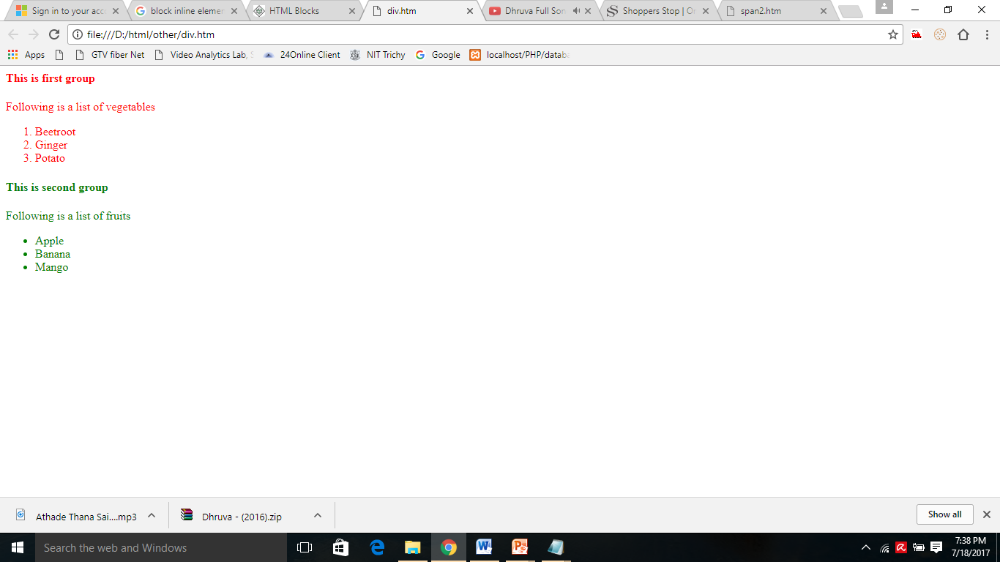 Sign in to your acc
block inline elemen
HTML Blocks
div.htm
Dhruva Full Son
Shoppers Stop | On
span2.htm
file:///D:/html/other/div.htm
Apps
GTV fiber Net
Video Analytics Lab, S
24Online Client
NIT Trichy
Google
localhost/PHP/databa
This is first group
Following is a list of vegetables
1. Beetroot
2. Ginger
3. Potato
This is second group
Following is a list of fruits
• Apple
• Banana
• Mango
Athade Thana Sai....mp3
Dhruva - (2016).zip
Show all
Search the web and Windows
7:38 PM
7/18/2017